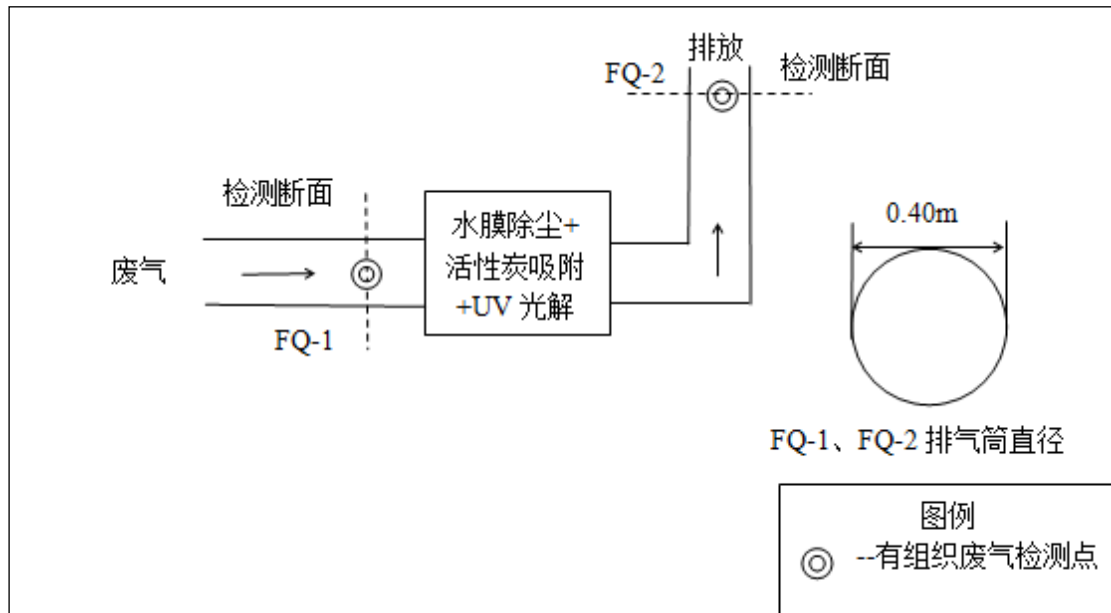 排放
FQ-2
检测断面
检测断面
废气
FQ-1
水膜除尘+
活性炭吸附
+UV 光解
0.40m
FQ-1、FQ-2 排气筒直径
图例
--有组织废气检测点